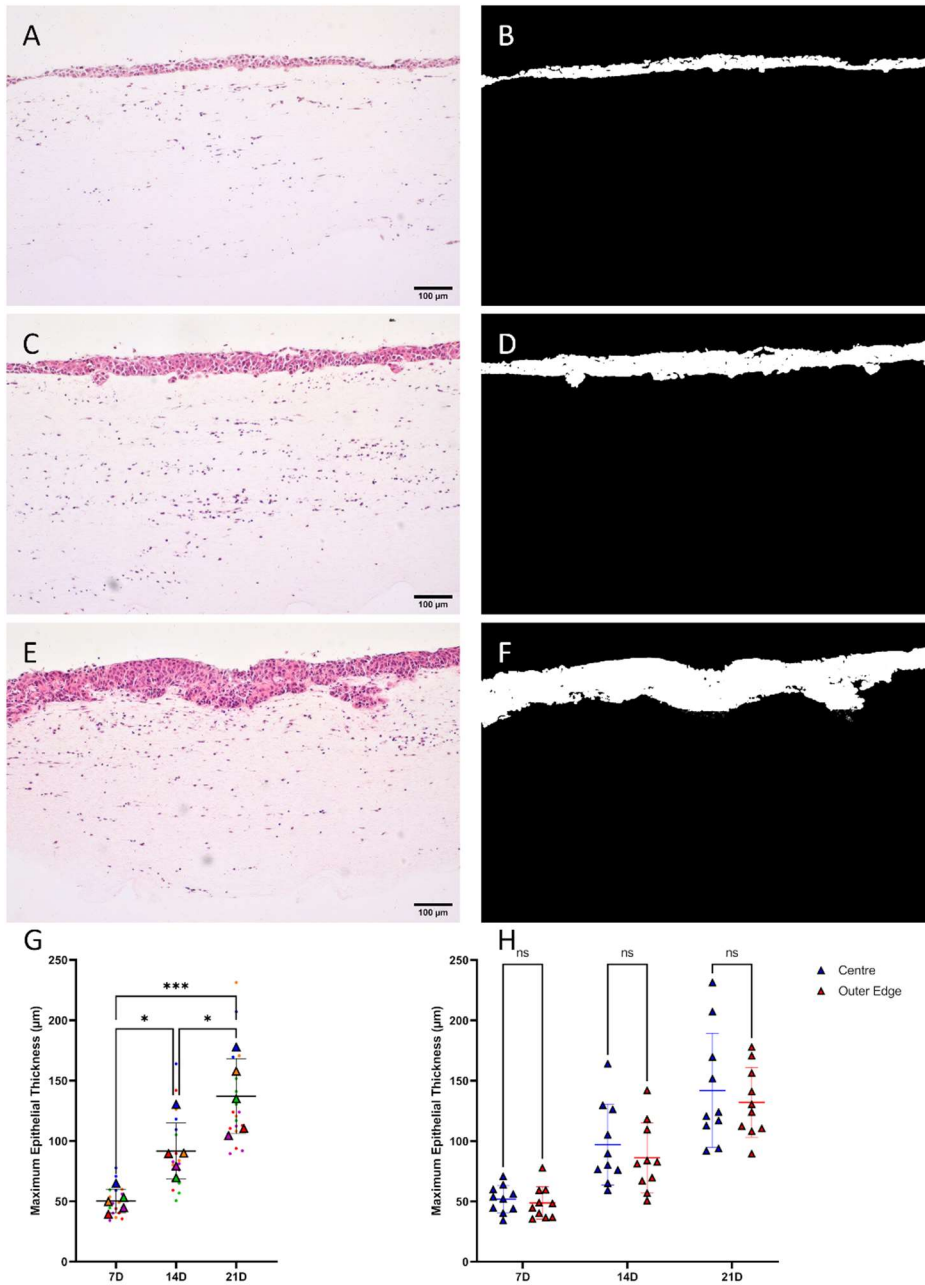 A
B
100 µm
C
D
100 µm
E
F
100 µm
G
H
Maximum Epithelial Thickness (µm)
250
200
150
100
50
0
***
*
*
7D
14D
21D
Maximum Epithelial Thickness (µm)
250
200
150
100
50
0
ns
ns
ns
7D
14D
21D
Centre
Outer Edge